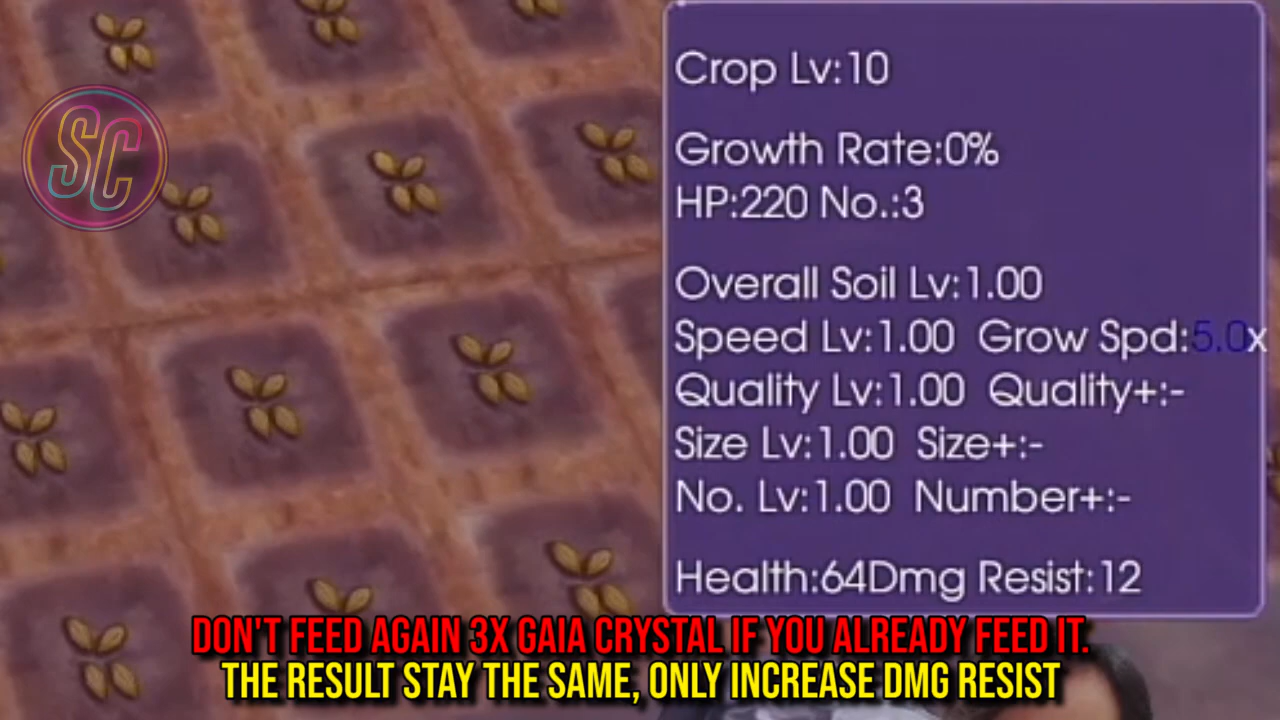 SC
Crop Lv:10
Growth Rate:0%
HP:220 No.:3
Overall Soil Lv:1.00
Speed Lv:1.00 Grow Spd:5.0x
Quality Lv:1.00 Quality+:-
Size Lv:1.00 Size+:-
No. Lv:1.00 Number+:-
Health:64Dmg Resist:12
DON'T FEED AGAIN 3X GAIA CRYSTAL IF YOU ALREADY FEED IT.
THE RESULT STAY THE SAME, ONLY INCREASE DMG RESIST